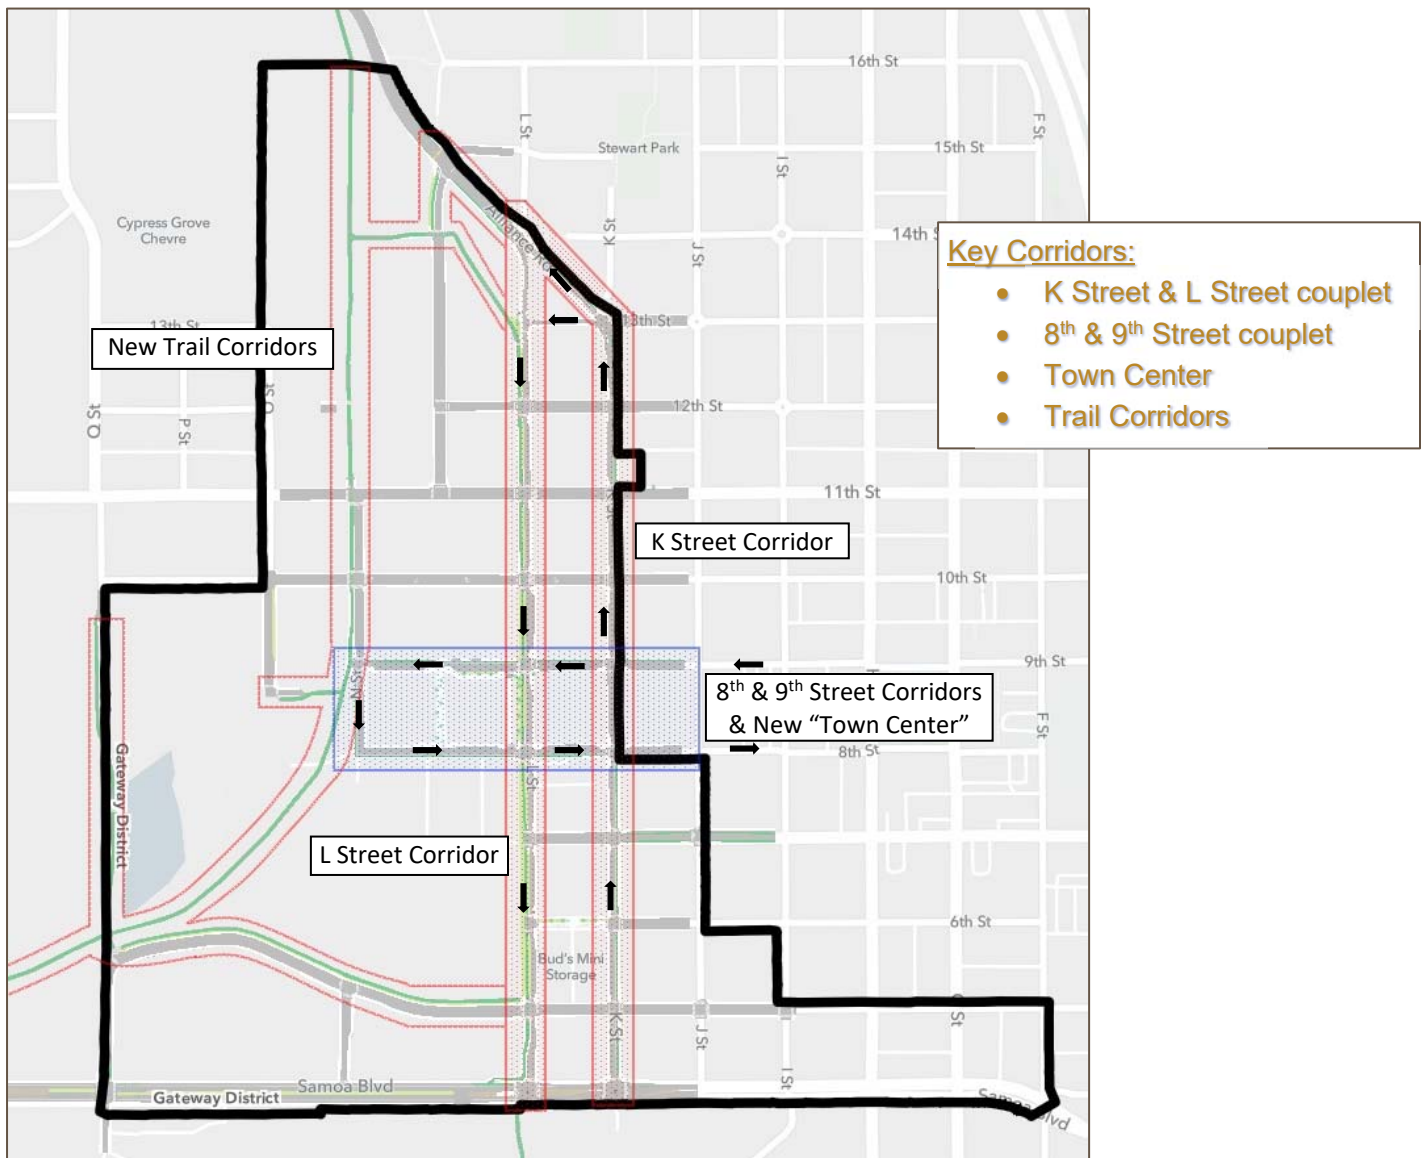 16th St
L St
F St
Stewart Park
15th St
I St
Cypress Grove
Chevre
Alliance Ro
K St
J St
14th S
Key Corridors:
• K Street & L Street couplet
• 8th & 9th Street couplet
• Town Center
• Trail Corridors
13th St
13th St
New Trail Corridors
Q St
P St
O St
12th St
11th St
K Street Corridor
10th St
9th St
N St
8th & 9th Street Corridors
& New “Town Center”
F St
8th St
Gateway District
L St
L Street Corridor
6th St
Bud's Mini
Storage
K St
J St
G St
I St
Samoa Blvd
Gateway District
Samoa Blvd